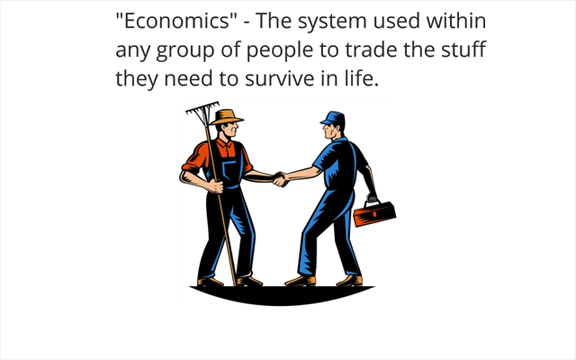 "Economics" - The system used within
any group of people to trade the stuff
they need to survive in life.